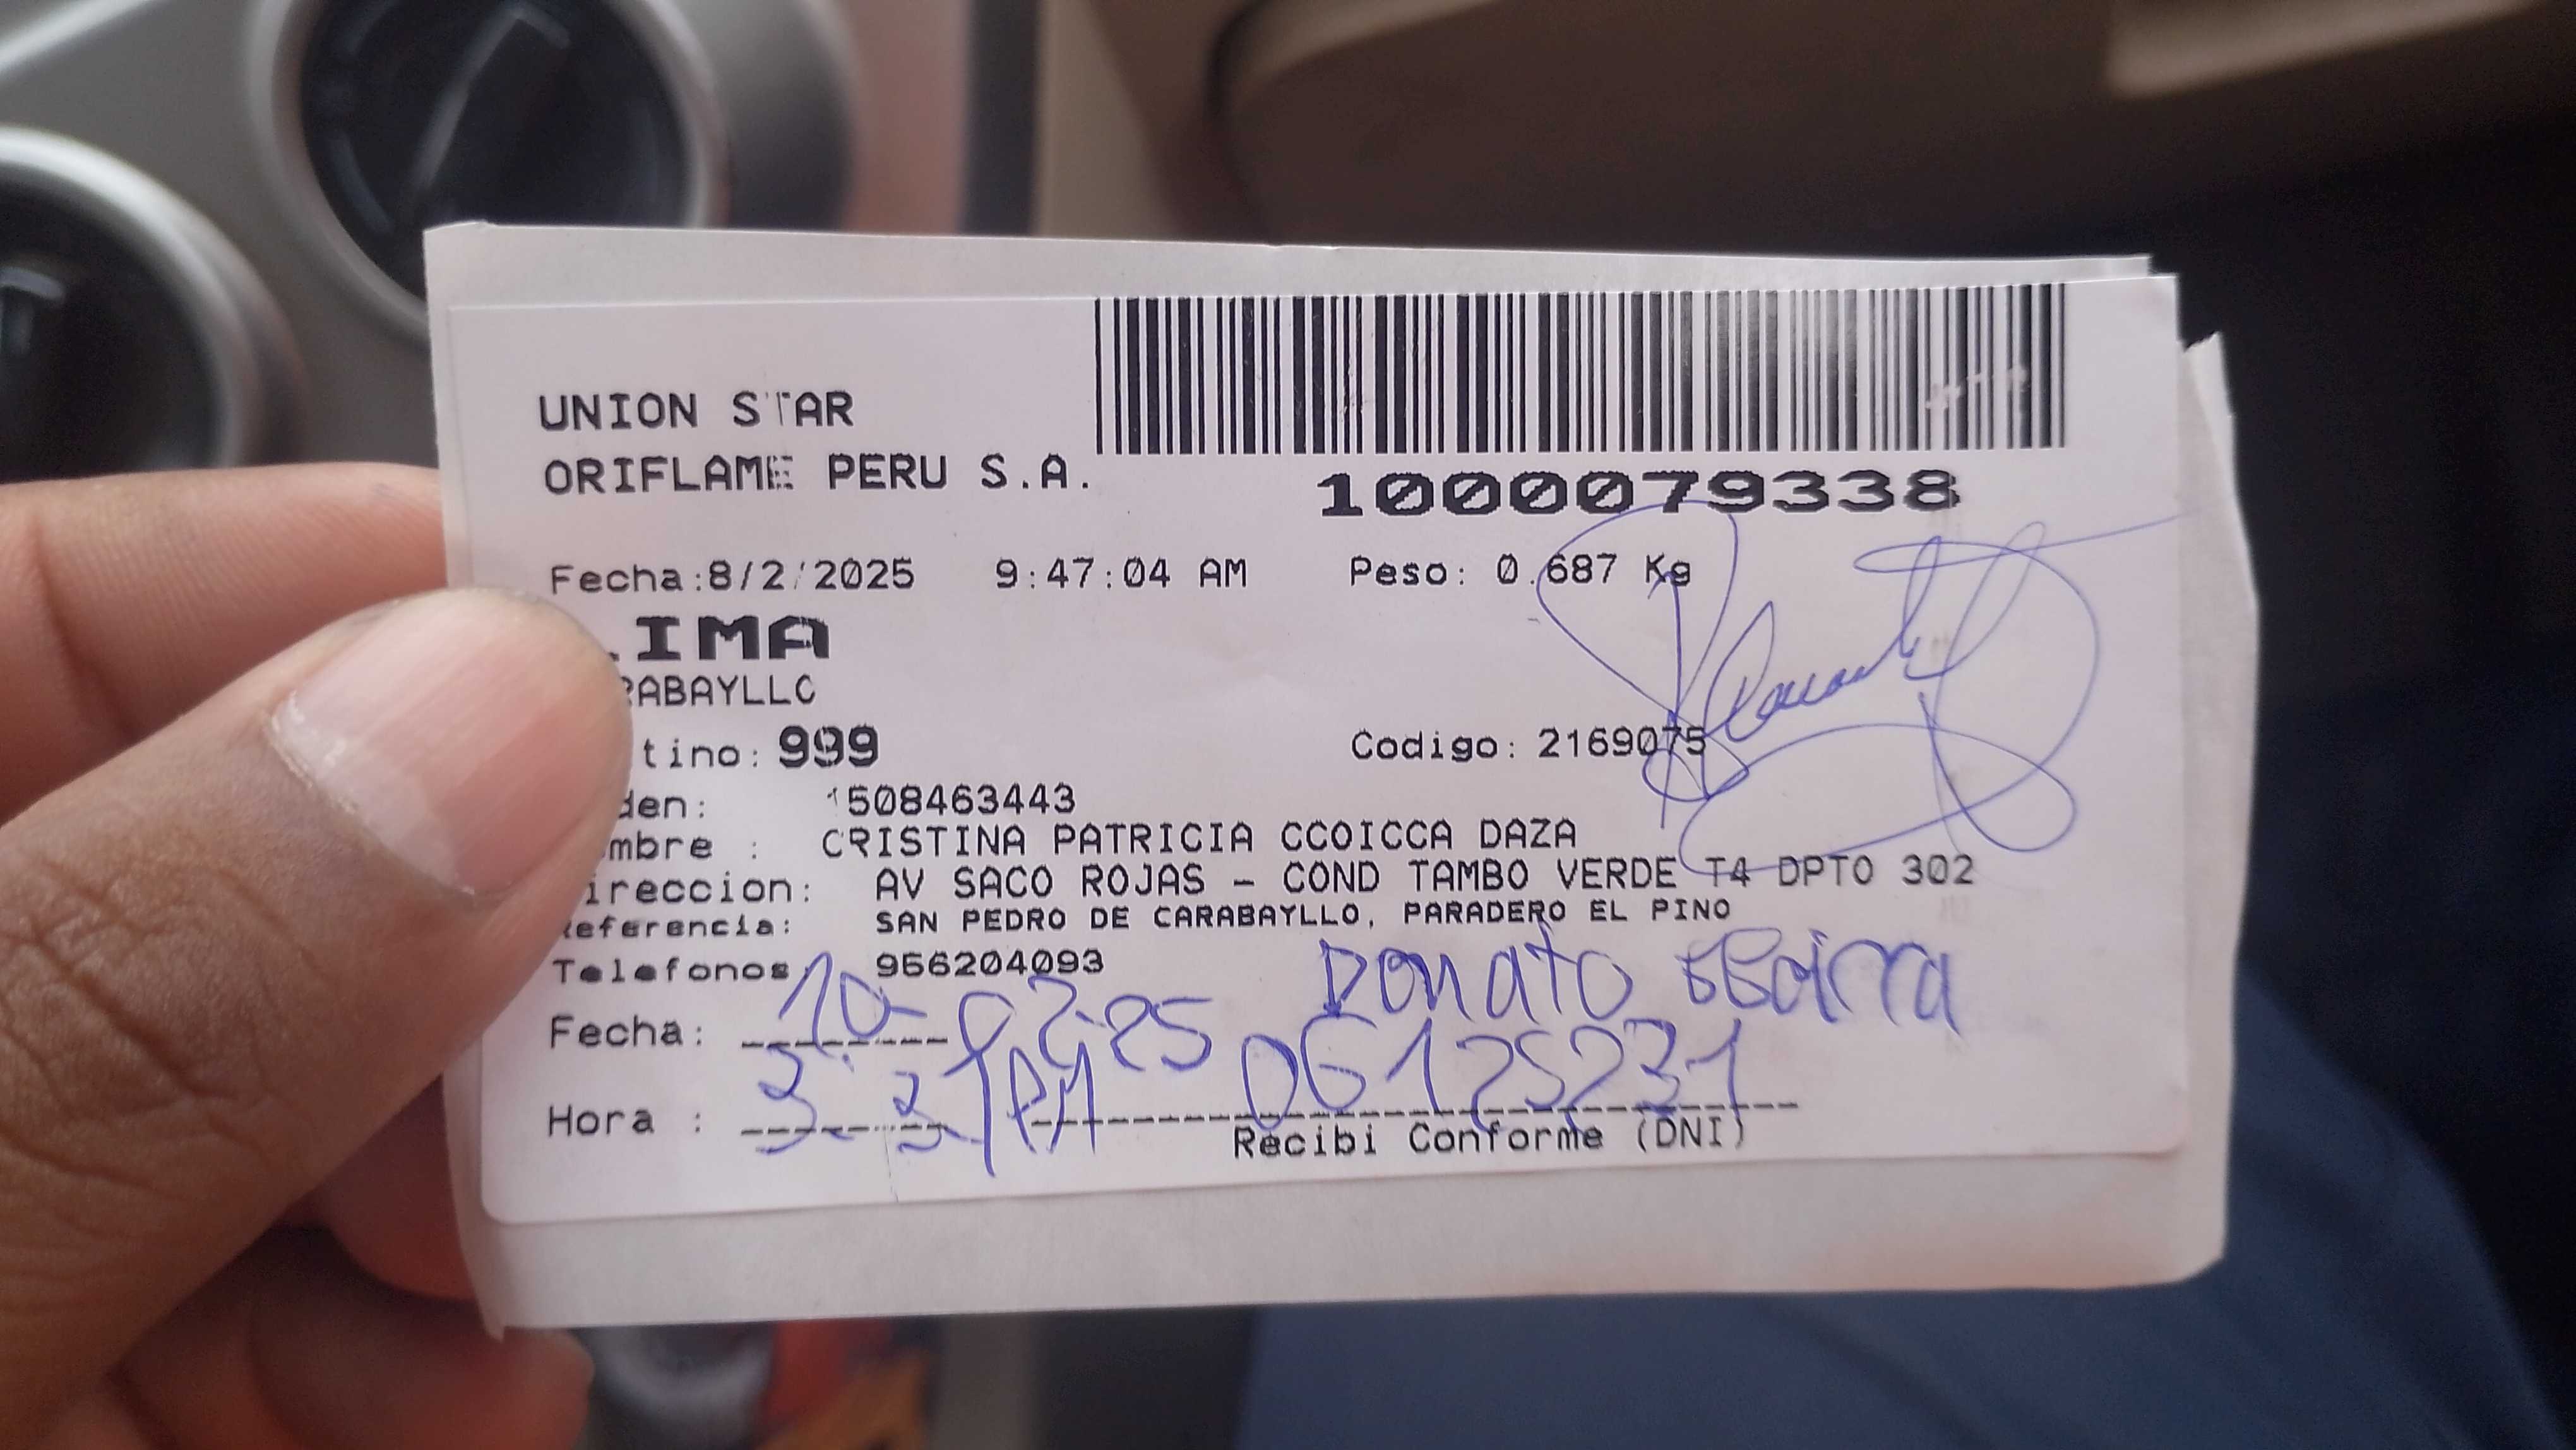 UNION STAR
ORIFLAME PERU S.A.
1000079338
Fecha:8/2/2025 9:47:04 AM Peso: 0.687 Kg
IMA
RABAYLLO
tino: 999 Codigo: 2169075
den: 1508463443
mbre : CRISTINA PATRICIA CCOICCA DAZA
ireccion: AV SACO ROJAS - COND TAMBO VERDE T4 DPTO 302
eferencia: SAN PEDRO DE CARABAYLLO, PARADERO EL PINO
Telefonos: 956204093
Donato
Fecha: 10-02-25
06125231
Hora : PM
Recibi Conforme (DNI)